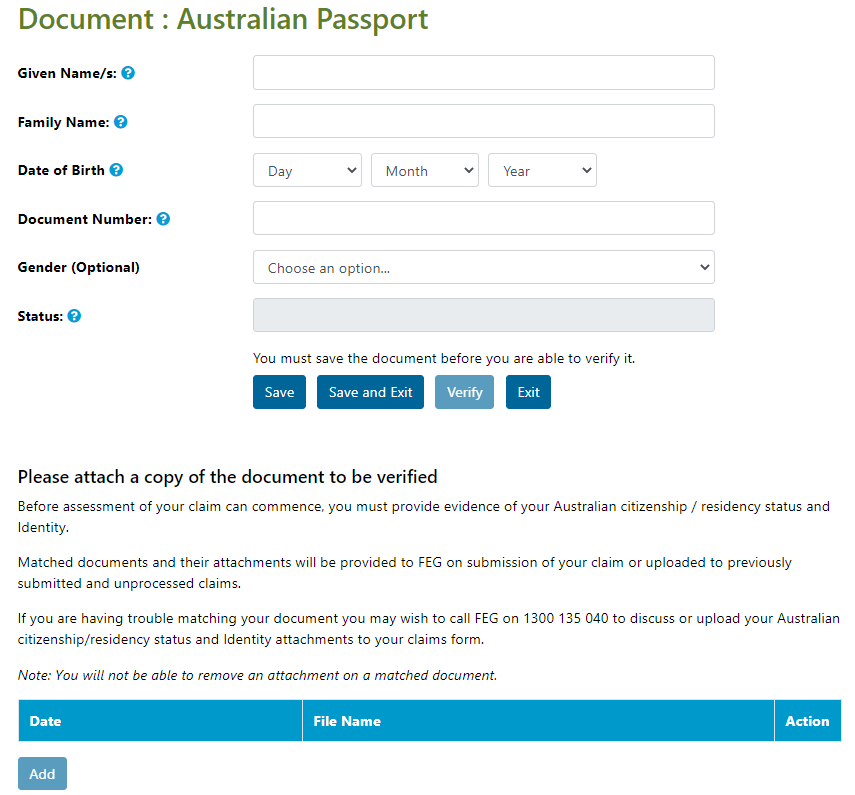 Document : Australian Passport
Given Name/s: ?
Family Name: ?
Date of Birth ? Day Month Year
Document Number: ?
Gender (Optional) Choose an option...
Status: ?
You must save the document before you are able to verify it.
Save Save and Exit Verify Exit
Please attach a copy of the document to be verified
Before assessment of your claim can commence, you must provide evidence of your Australian citizenship / residency status and
Identity.
Matched documents and their attachments will be provided to FEG on submission of your claim or uploaded to previously
submitted and unprocessed claims.
If you are having trouble matching your document you may wish to call FEG on 1300 135 040 to discuss or upload your Australian
citizenship/residency status and Identity attachments to your claims form.
Note: You will not be able to remove an attachment on a matched document.
Date File Name Action
Add